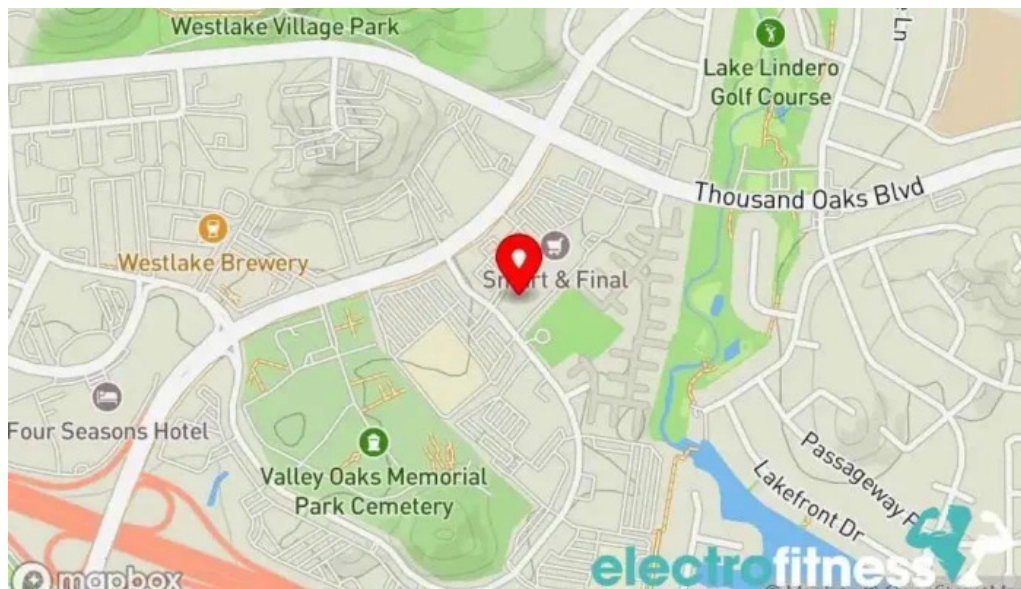 Westlake Village Park
Ln
Lake Lindero
Golf Course
Thousand Oaks Blvd
Westlake Brewery
& Final
Four Seasons Hotel
Valley Oaks Memorial
Park Cemetery
Passageway
Lakefront Dr
electrofitness
mapbox